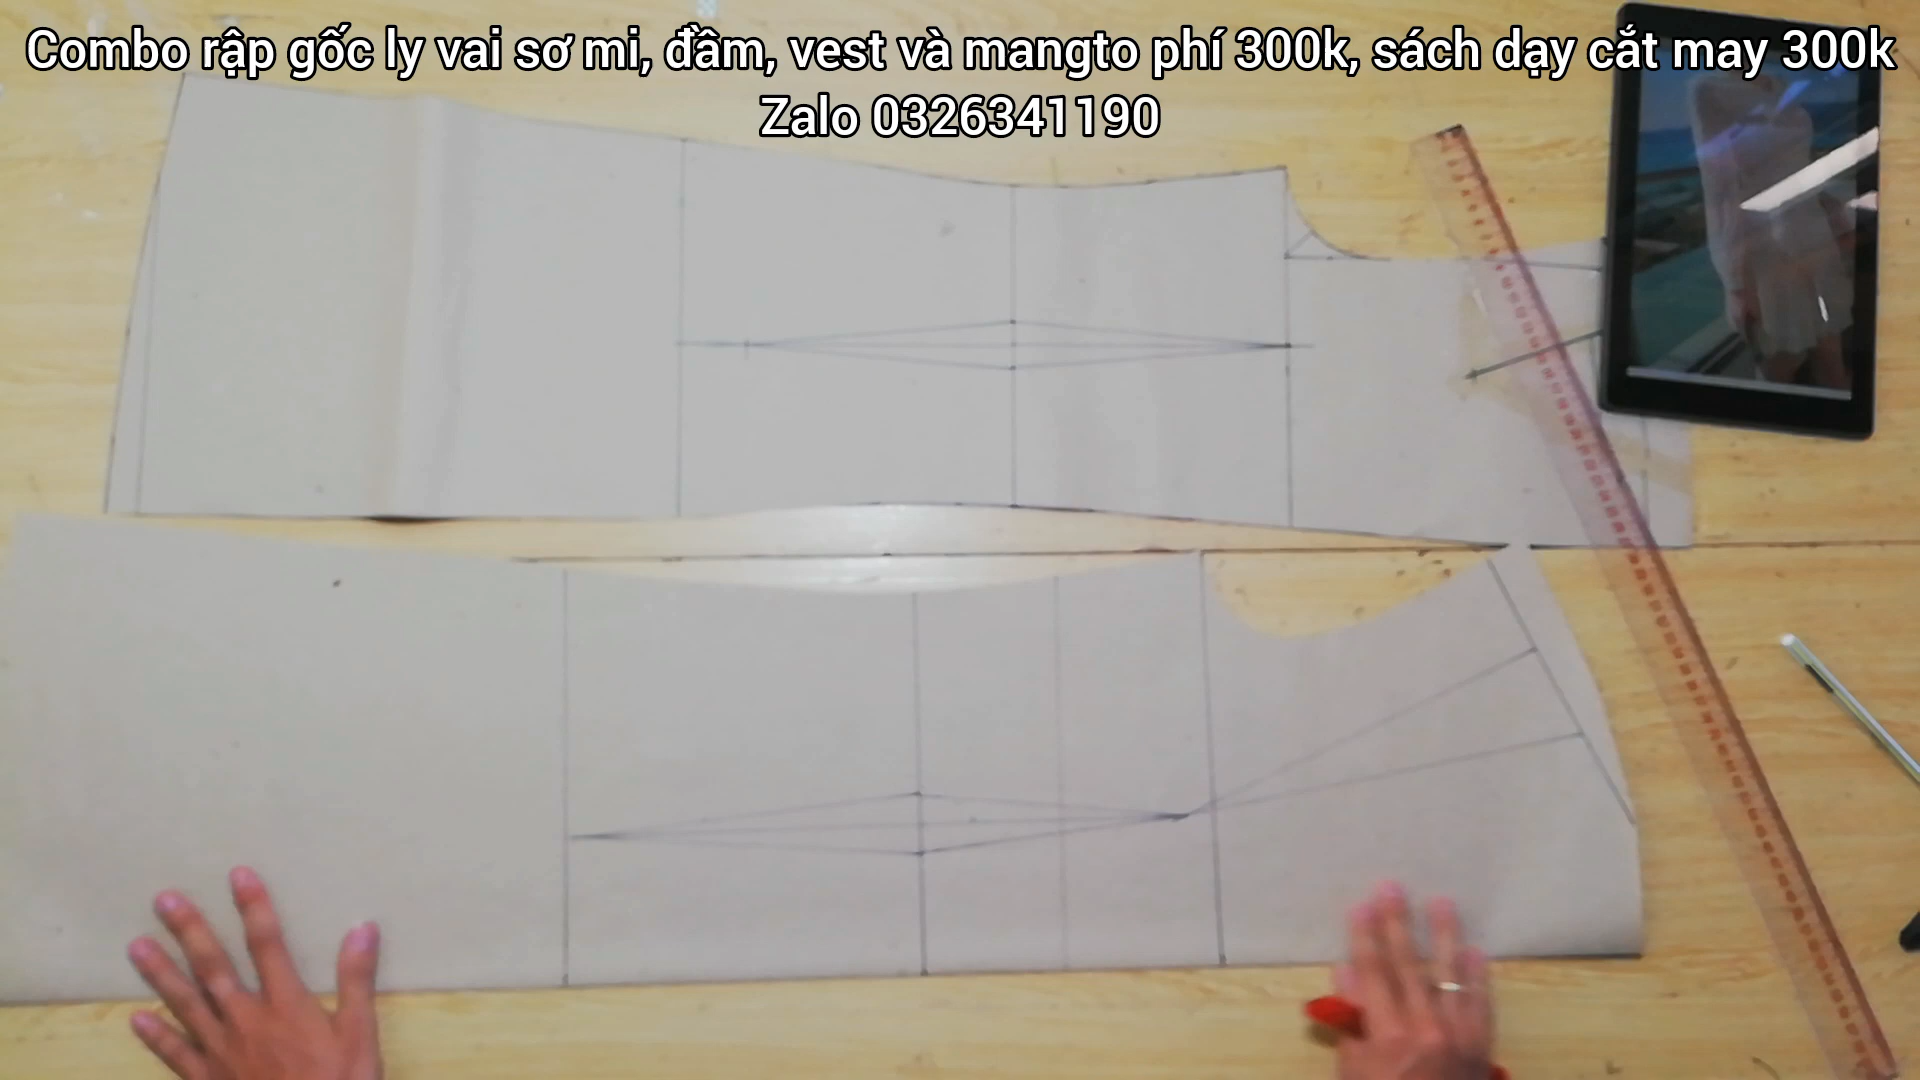 Combo rập gốc ly vai sơ mi, đầm, vest và mangto phí 300k, sách dạy cắt may 300k
Zalo 0326341190